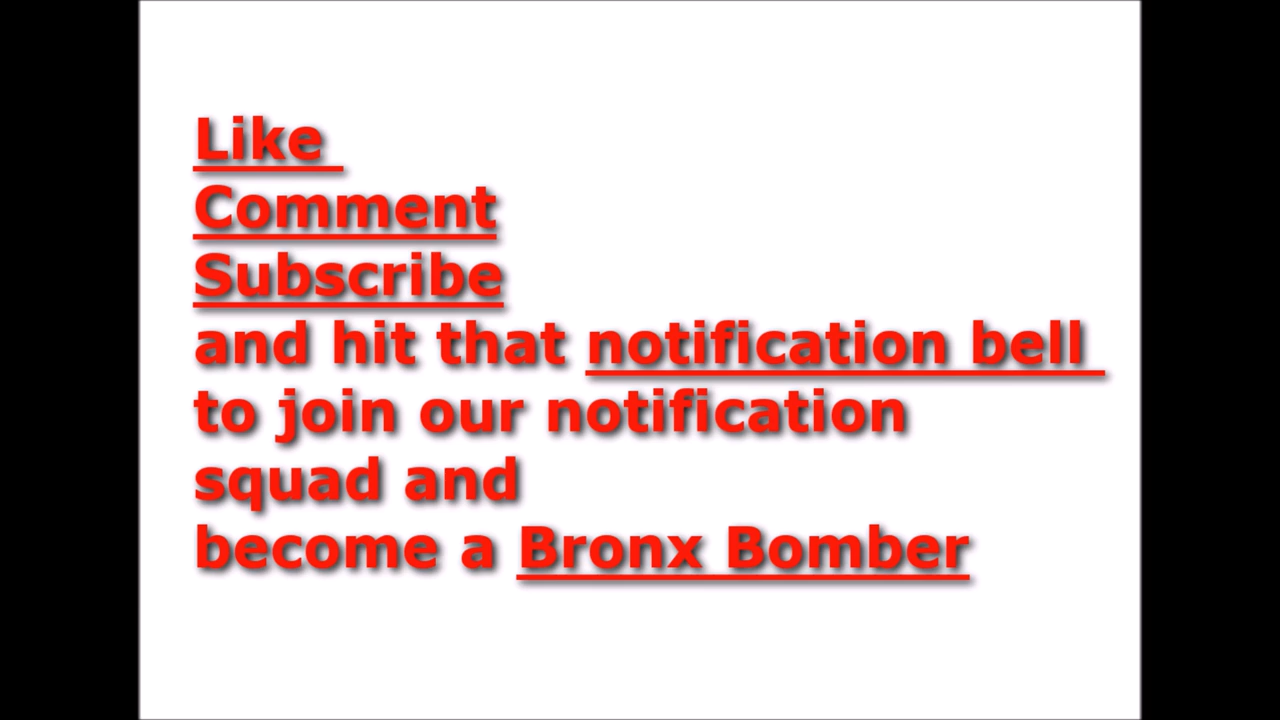 Like
Comment
Subscribe
and hit that notification bell
to join our notification
squad and
become a Bronx Bomber